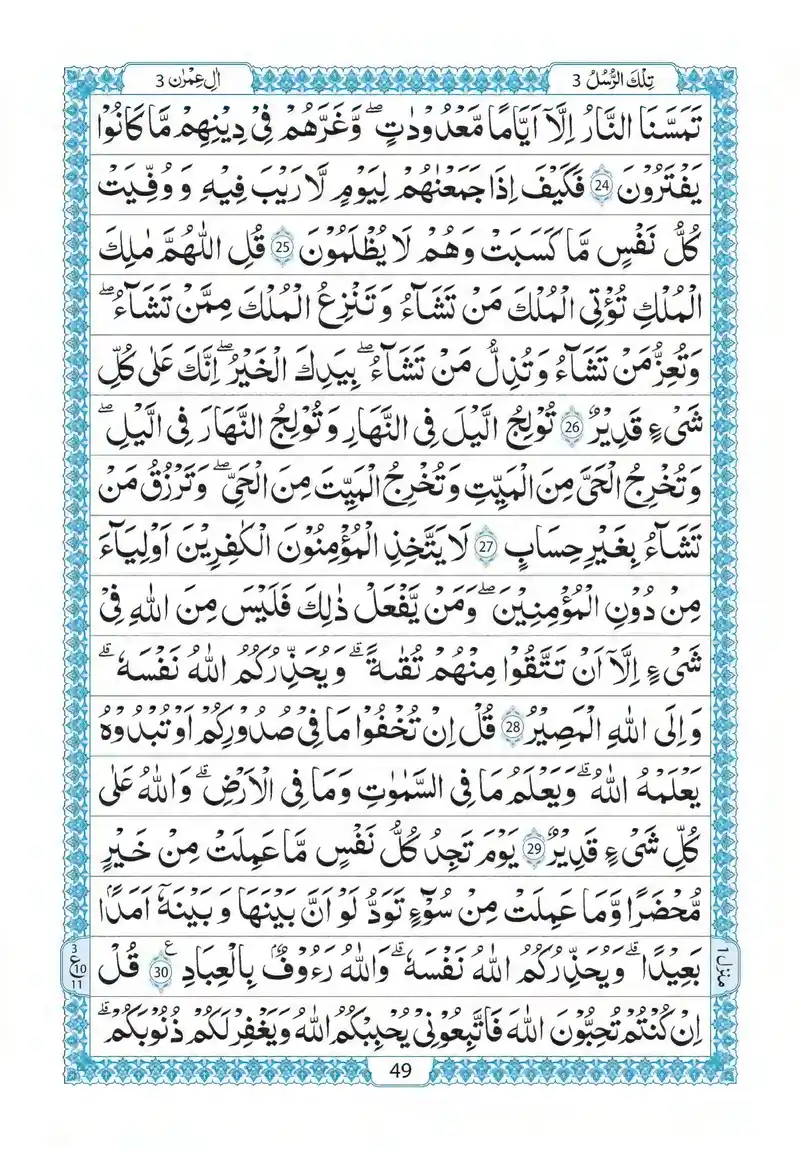 تِلْكَ الرُّسُلُ 3
اٰلِ عِمْرٰن 3
تَمَسَّنَا النَّارُ اِلَّاۤ اَيَّامًا مَّعْدُوْدٰتٍ ۖ وَّغَرَّهُمْ فِىْ دِيْنِهِمْ مَّا كَانُوْا
يَفْتَرُوْنَ 24 فَكَيْفَ اِذَا جَمَعْنٰهُمْ لِيَوْمٍ لَّا رَيْبَ فِيْهِ وَ وُفِّيَتْ
كُلُّ نَفْسٍ مَّا كَسَبَتْ وَهُمْ لَا يُظْلَمُوْنَ 25 قُلِ اللّٰهُمَّ مٰلِكَ
الْمُلْكِ تُؤْتِى الْمُلْكَ مَنْ تَشَآءُ وَتَنْزِعُ الْمُلْكَ مِمَّنْ تَشَآءُ ۖ
وَتُعِزُّ مَنْ تَشَآءُ وَتُذِلُّ مَنْ تَشَآءُ ۖ بِيَدِكَ الْخَيْرُ ۖ اِنَّكَ عَلٰى كُلِّ
شَىْءٍ قَدِيْرٌ 26 تُوْلِجُ الَّيْلَ فِى النَّهَارِ وَتُوْلِجُ النَّهَارَ فِى الَّيْلِ ۖ
وَتُخْرِجُ الْحَىَّ مِنَ الْمَيِّتِ وَتُخْرِجُ الْمَيِّتَ مِنَ الْحَىِّ ۖ وَتَرْزُقُ مَنْ
تَشَآءُ بِغَيْرِ حِسَابٍ 27 لَا يَتَّخِذِ الْمُؤْمِنُوْنَ الْكٰفِرِيْنَ اَوْلِيَآءَ
مِنْ دُوْنِ الْمُؤْمِنِيْنَ ۖ وَمَنْ يَّفْعَلْ ذٰلِكَ فَلَيْسَ مِنَ اللّٰهِ فِىْ
شَىْءٍ اِلَّاۤ اَنْ تَتَّقُوْا مِنْهُمْ تُقٰىةً ؕ وَيُحَذِّرُكُمُ اللّٰهُ نَفْسَهٗ ؕ
وَاِلَى اللّٰهِ الْمَصِيْرُ 28 قُلْ اِنْ تُخْفُوْا مَا فِىْ صُدُوْرِكُمْ اَوْ تُبْدُوْهُ
يَعْلَمْهُ اللّٰهُ ؕ وَيَعْلَمُ مَا فِى السَّمٰوٰتِ وَمَا فِى الْاَرْضِ ؕ وَاللّٰهُ عَلٰى
كُلِّ شَىْءٍ قَدِيْرٌ 29 يَوْمَ تَجِدُ كُلُّ نَفْسٍ مَّا عَمِلَتْ مِنْ خَيْرٍ
مُّحْضَرًا وَّمَا عَمِلَتْ مِنْ سُوْٓءٍ تَوَدُّ لَوْ اَنَّ بَيْنَهَا وَبَيْنَهٗۤ اَمَدًۢا
بَعِيْدًا ؕ وَيُحَذِّرُكُمُ اللّٰهُ نَفْسَهٗ ؕ وَاللّٰهُ رَءُوْفٌۢ بِالْعِبَادِ ع 30 قُلْ
اِنْ كُنْتُمْ تُحِبُّوْنَ اللّٰهَ فَاتَّبِعُوْنِىْ يُحْبِبْكُمُ اللّٰهُ وَيَغْفِرْ لَكُمْ ذُنُوْبَكُمْ ؕ
منزل 1
3
ع 10
11
49